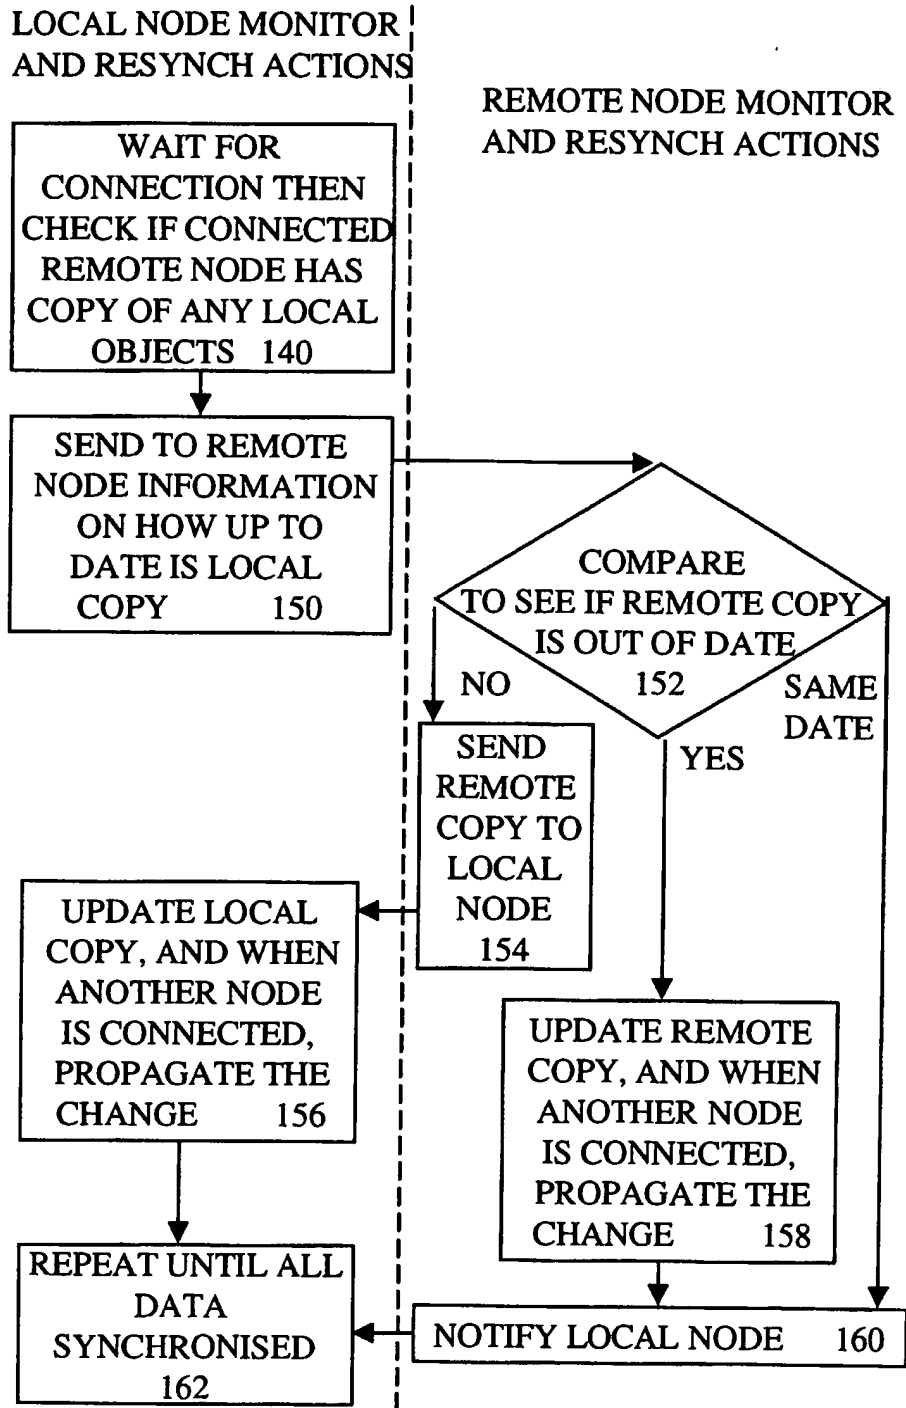 LOCAL NODE MONITOR
AND RESYNCH ACTIONS
REMOTE NODE MONITOR
AND RESYNCH ACTIONS
WAIT FOR
CONNECTION THEN
CHECK IF CONNECTED
REMOTE NODE HAS
COPY OF ANY LOCAL
OBJECTS 140
SEND TO REMOTE
NODE INFORMATION
ON HOW UP TO
DATE IS LOCAL
COPY 150
COMPARE
TO SEE IF REMOTE COPY
IS OUT OF DATE
152
NO
SAME
DATE
YES
SEND
REMOTE
COPY TO
LOCAL
NODE
154
UPDATE LOCAL
COPY, AND WHEN
ANOTHER NODE
IS CONNECTED,
PROPAGATE THE
CHANGE 156
UPDATE REMOTE
COPY, AND WHEN
ANOTHER NODE
IS CONNECTED,
PROPAGATE THE
CHANGE 158
REPEAT UNTIL ALL
DATA
SYNCHRONISED
162
NOTIFY LOCAL NODE 160